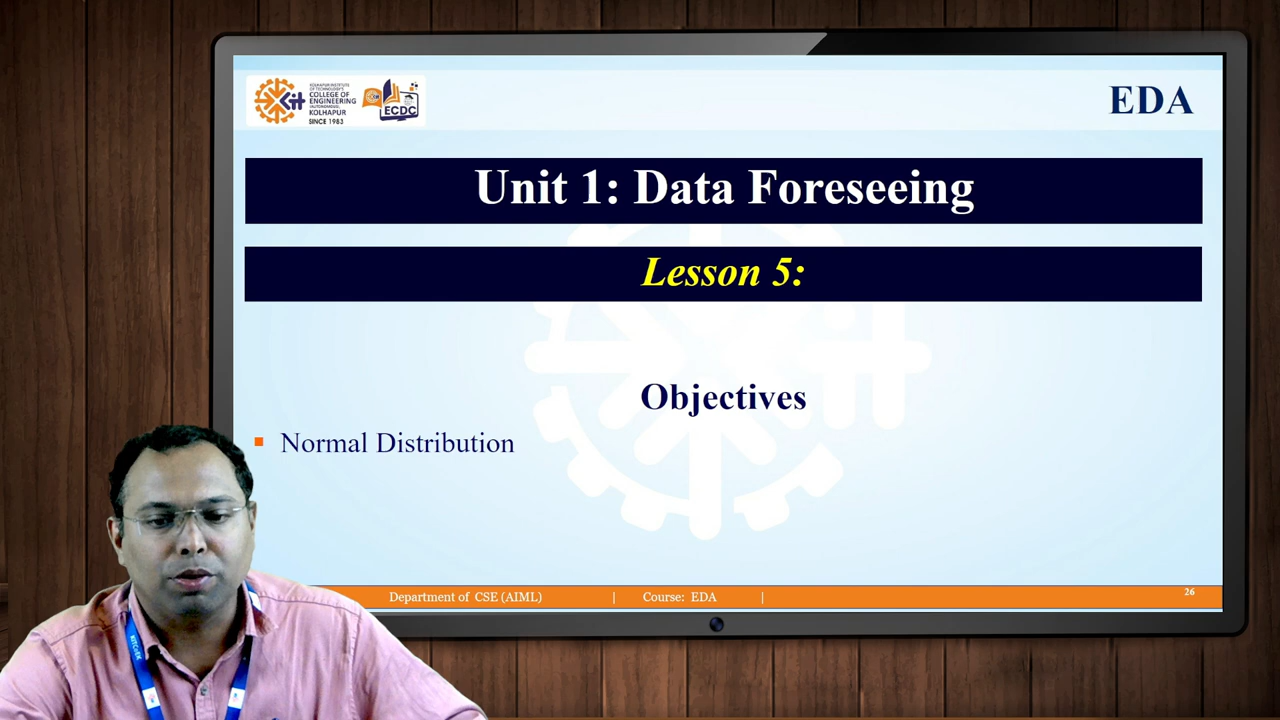 KOLHAPUR INSTITUTE
OF TECHNOLOGY'S
COLLEGE OF
ENGINEERING
(AUTONOMOUS),
KOLHAPUR
SINCE 1983
ECDC
EDA
Unit 1: Data Foreseeing
Lesson 5:
Objectives
▪ Normal Distribution
Department of CSE (AIML) | Course: EDA |
26